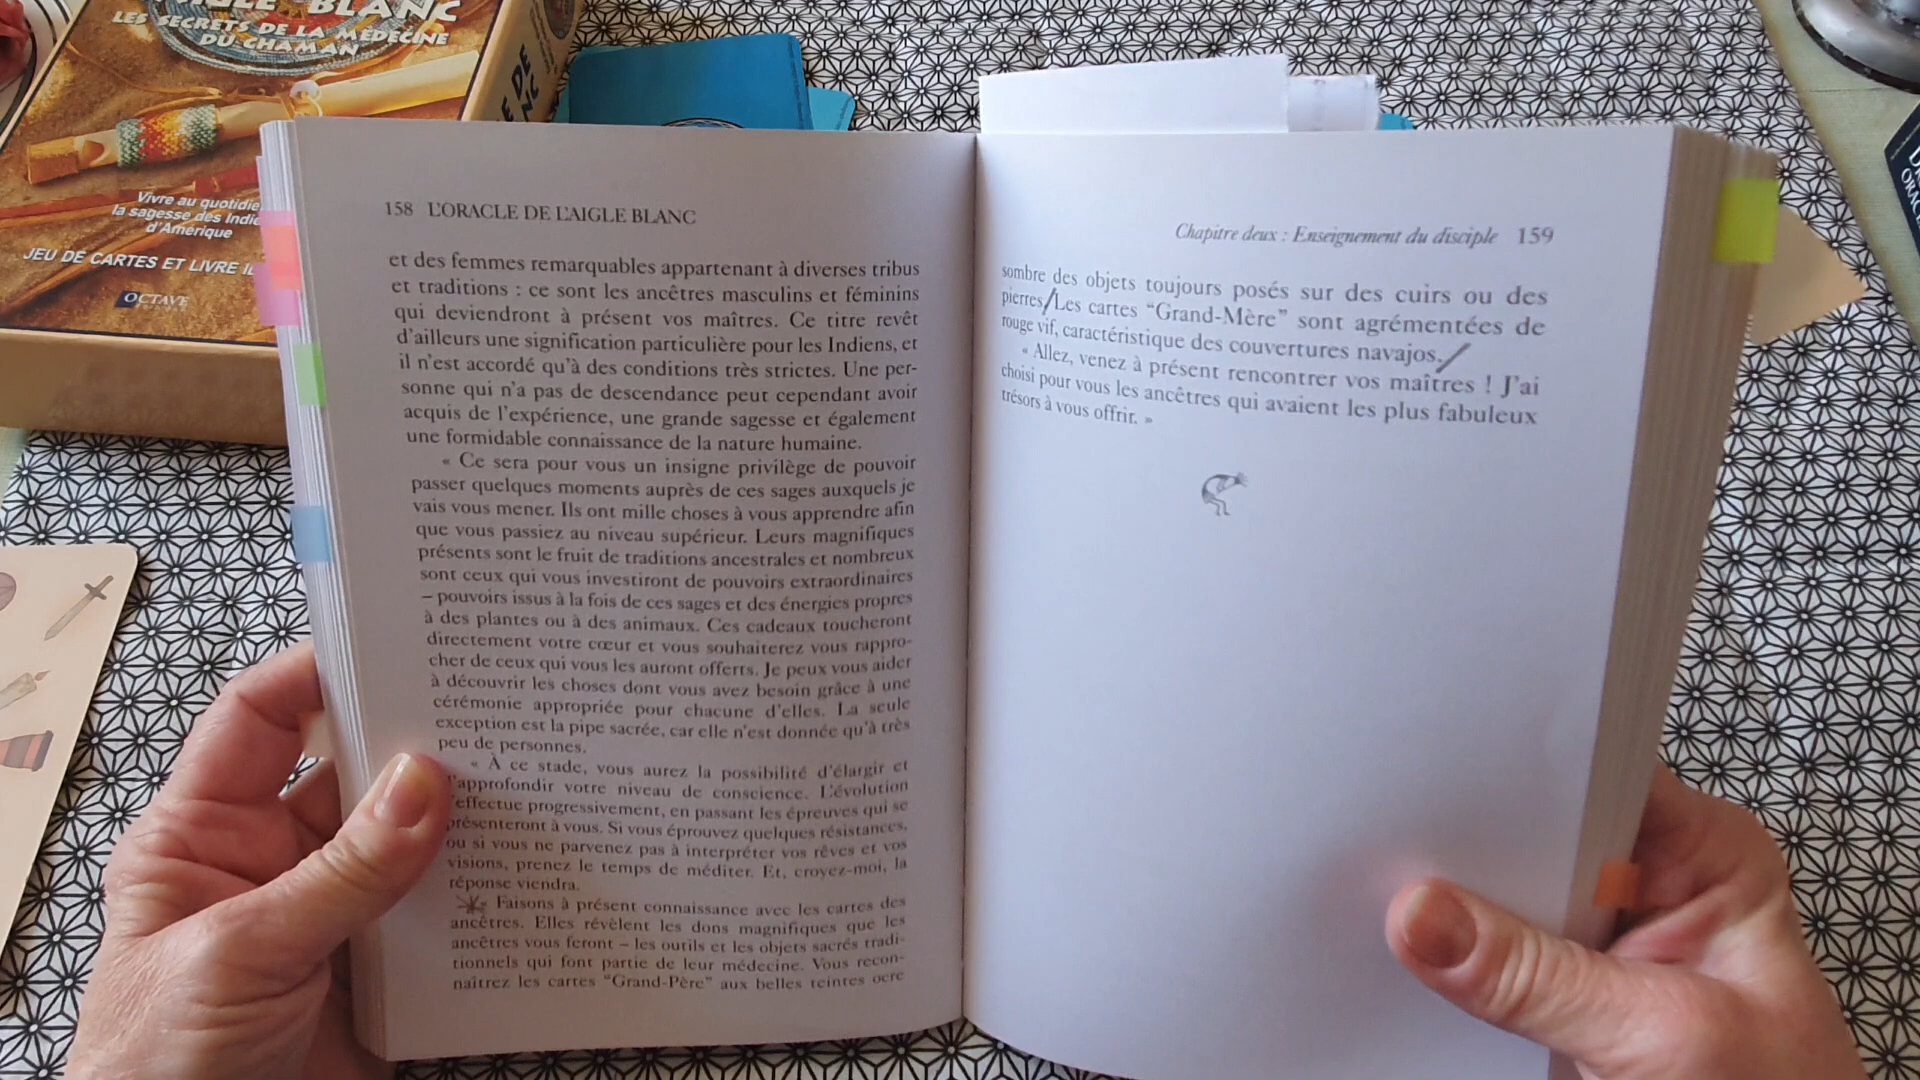 AIGLE BLANC
LES SECRETS DE LA MÉDECINE
DU CHAMAN
Vivre au quotidien
la sagesse des Indiens
d'Amérique
JEU DE CARTES ET LIVRE
OCTAVE
158 L'ORACLE DE L'AIGLE BLANC
et des femmes remarquables appartenant à diverses tribus
et traditions : ce sont les ancêtres masculins et féminins
qui deviendront à présent vos maîtres. Ce titre revêt
d'ailleurs une signification particulière pour les Indiens, et
il n'est accordé qu'à des conditions très strictes. Une per-
sonne qui n'a pas de descendance peut cependant avoir
acquis de l'expérience, une grande sagesse et également
une formidable connaissance de la nature humaine.
« Ce sera pour vous un insigne privilège de pouvoir
passer quelques moments auprès de ces sages auxquels je
vais vous mener. Ils ont mille choses à vous apprendre afin
que vous passiez au niveau supérieur. Leurs magnifiques
présents sont le fruit de traditions ancestrales et nombreux
sont ceux qui vous investiront de pouvoirs extraordinaires
– pouvoirs issus à la fois de ces sages et des énergies propres
à des plantes ou à des animaux. Ces cadeaux toucheront
directement votre cœur et vous souhaiterez vous rappro-
cher de ceux qui vous les auront offerts. Je peux vous aider
à découvrir les choses dont vous avez besoin grâce à une
cérémonie appropriée pour chacune d'elles. La seule
exception est la pipe sacrée, car elle n'est donnée qu'à très
peu de personnes.
« À ce stade, vous aurez la possibilité d'élargir et
d'approfondir votre niveau de conscience. L'évolution
s'effectue progressivement, en passant les épreuves qui se
présenteront à vous. Si vous éprouvez quelques résistances,
ou si vous ne parvenez pas à interpréter vos rêves et vos
visions, prenez le temps de méditer. Et, croyez-moi, la
réponse viendra.
Faisons à présent connaissance avec les cartes des
ancêtres. Elles révèlent les dons magnifiques que les
ancêtres vous feront – les outils et les objets sacrés tradi-
tionnels qui font partie de leur médecine. Vous recon-
naîtrez les cartes “Grand-Père” aux belles teintes ocre
Chapitre deux : Enseignement du disciple 159
sombre des objets toujours posés sur des cuirs ou des
pierres/Les cartes “Grand-Mère” sont agrémentées de
rouge vif, caractéristique des couvertures navajos./
« Allez, venez à présent rencontrer vos maîtres ! J'ai
choisi pour vous les ancêtres qui avaient les plus fabuleux
trésors à vous offrir. »